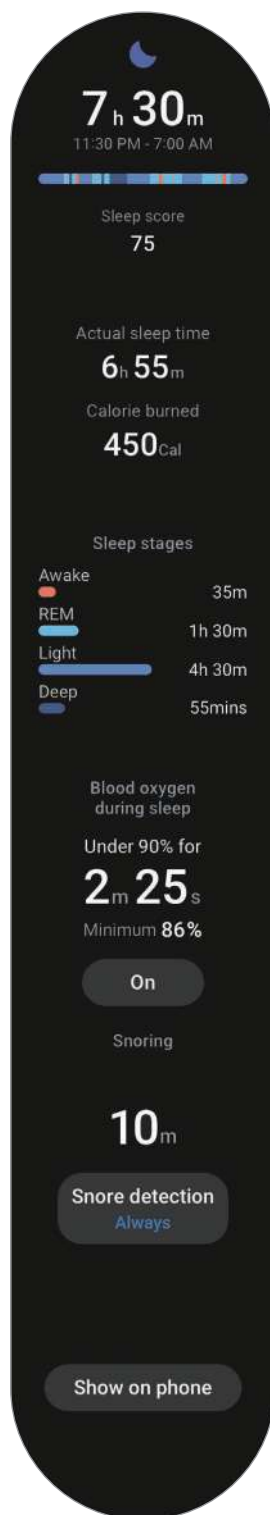 7h 30m
11:30 PM - 7:00 AM
Sleep score
75
Actual sleep time
6h 55m
Calorie burned
450Cal
Sleep stages
Awake
35m
REM
1h 30m
Light
4h 30m
Deep
55mins
Blood oxygen
during sleep
Under 90% for
2m 25s
Minimum 86%
On
Snoring
10m
Snore detection
Always
Show on phone